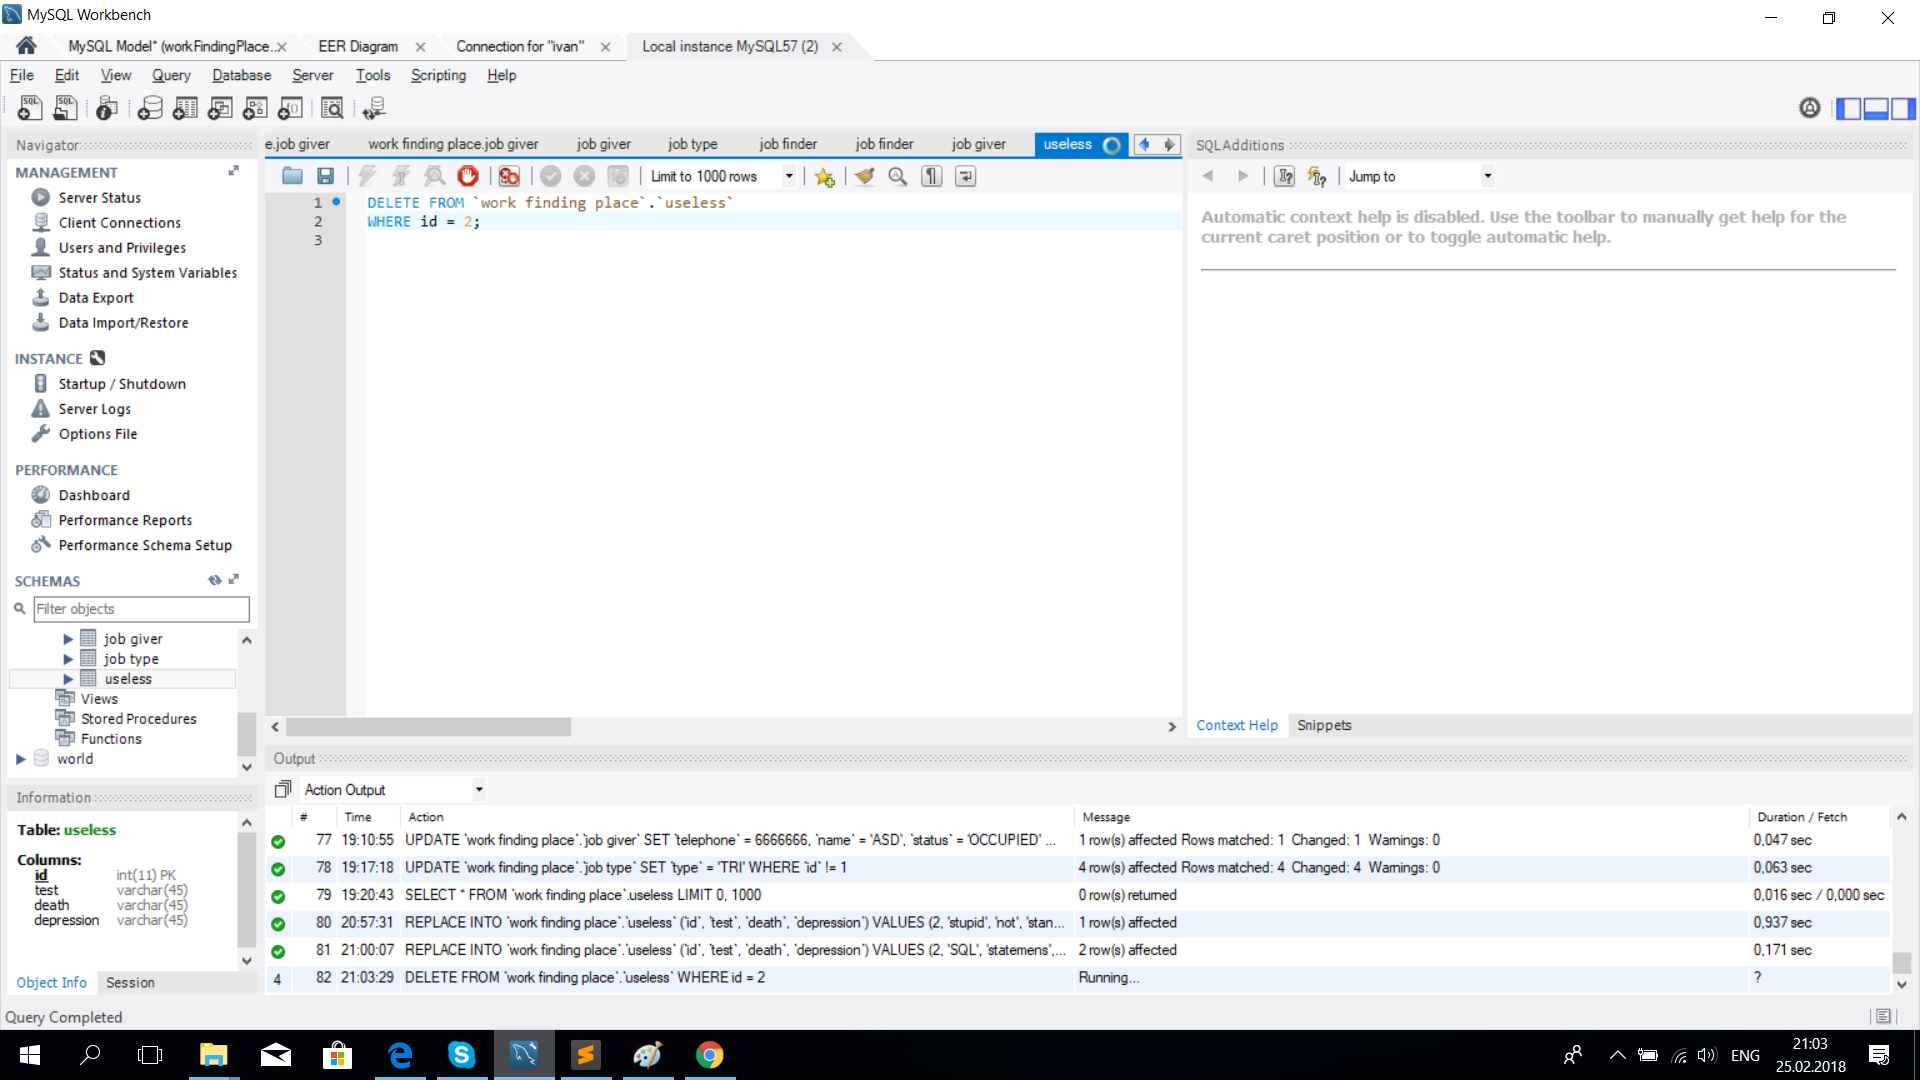 MySQL Workbench
MySQL Model* (workFindingPlace...
EER Diagram
Connection for "ivan"
Local instance MySQL57 (2)
File Edit View Query Database Server Tools Scripting Help
Navigator
MANAGEMENT
Server Status
Client Connections
Users and Privileges
Status and System Variables
Data Export
Data Import/Restore
INSTANCE
Startup / Shutdown
Server Logs
Options File
PERFORMANCE
Dashboard
Performance Reports
Performance Schema Setup
SCHEMAS
Filter objects
job giver
job type
useless
Views
Stored Procedures
Functions
world
Information
Table: useless
Columns:
id int(11) PK
test varchar(45)
death varchar(45)
depression varchar(45)
Object Info Session
Query Completed
e.job giver work finding place.job giver job giver job type job finder job finder job giver useless
Limit to 1000 rows
1 DELETE FROM `work finding place`.`useless`
2 WHERE id = 2;
3
SQLAdditions
Jump to
Automatic context help is disabled. Use the toolbar to manually get help for the
current caret position or to toggle automatic help.
Context Help Snippets
Output
Action Output
# Time Action Message Duration / Fetch
77 19:10:55 UPDATE `work finding place`.`job giver` SET `telephone` = 6666666, `name` = 'ASD', `status` = 'OCCUPIED' ... 1 row(s) affected Rows matched: 1 Changed: 1 Warnings: 0 0,047 sec
78 19:17:18 UPDATE `work finding place`.`job type` SET `type` = 'TRI' WHERE `id` != 1 4 row(s) affected Rows matched: 4 Changed: 4 Warnings: 0 0,063 sec
79 19:20:43 SELECT * FROM `work finding place`.useless LIMIT 0, 1000 0 row(s) returned 0,016 sec / 0,000 sec
80 20:57:31 REPLACE INTO `work finding place`.`useless` (`id`, `test`, `death`, `depression`) VALUES (2, 'stupid', 'not', 'stan... 1 row(s) affected 0,937 sec
81 21:00:07 REPLACE INTO `work finding place`.`useless` (`id`, `test`, `death`, `depression`) VALUES (2, 'SQL', 'statemens',... 2 row(s) affected 0,171 sec
4 82 21:03:29 DELETE FROM `work finding place`.`useless` WHERE id = 2 Running... ?
ENG
21:03
25.02.2018